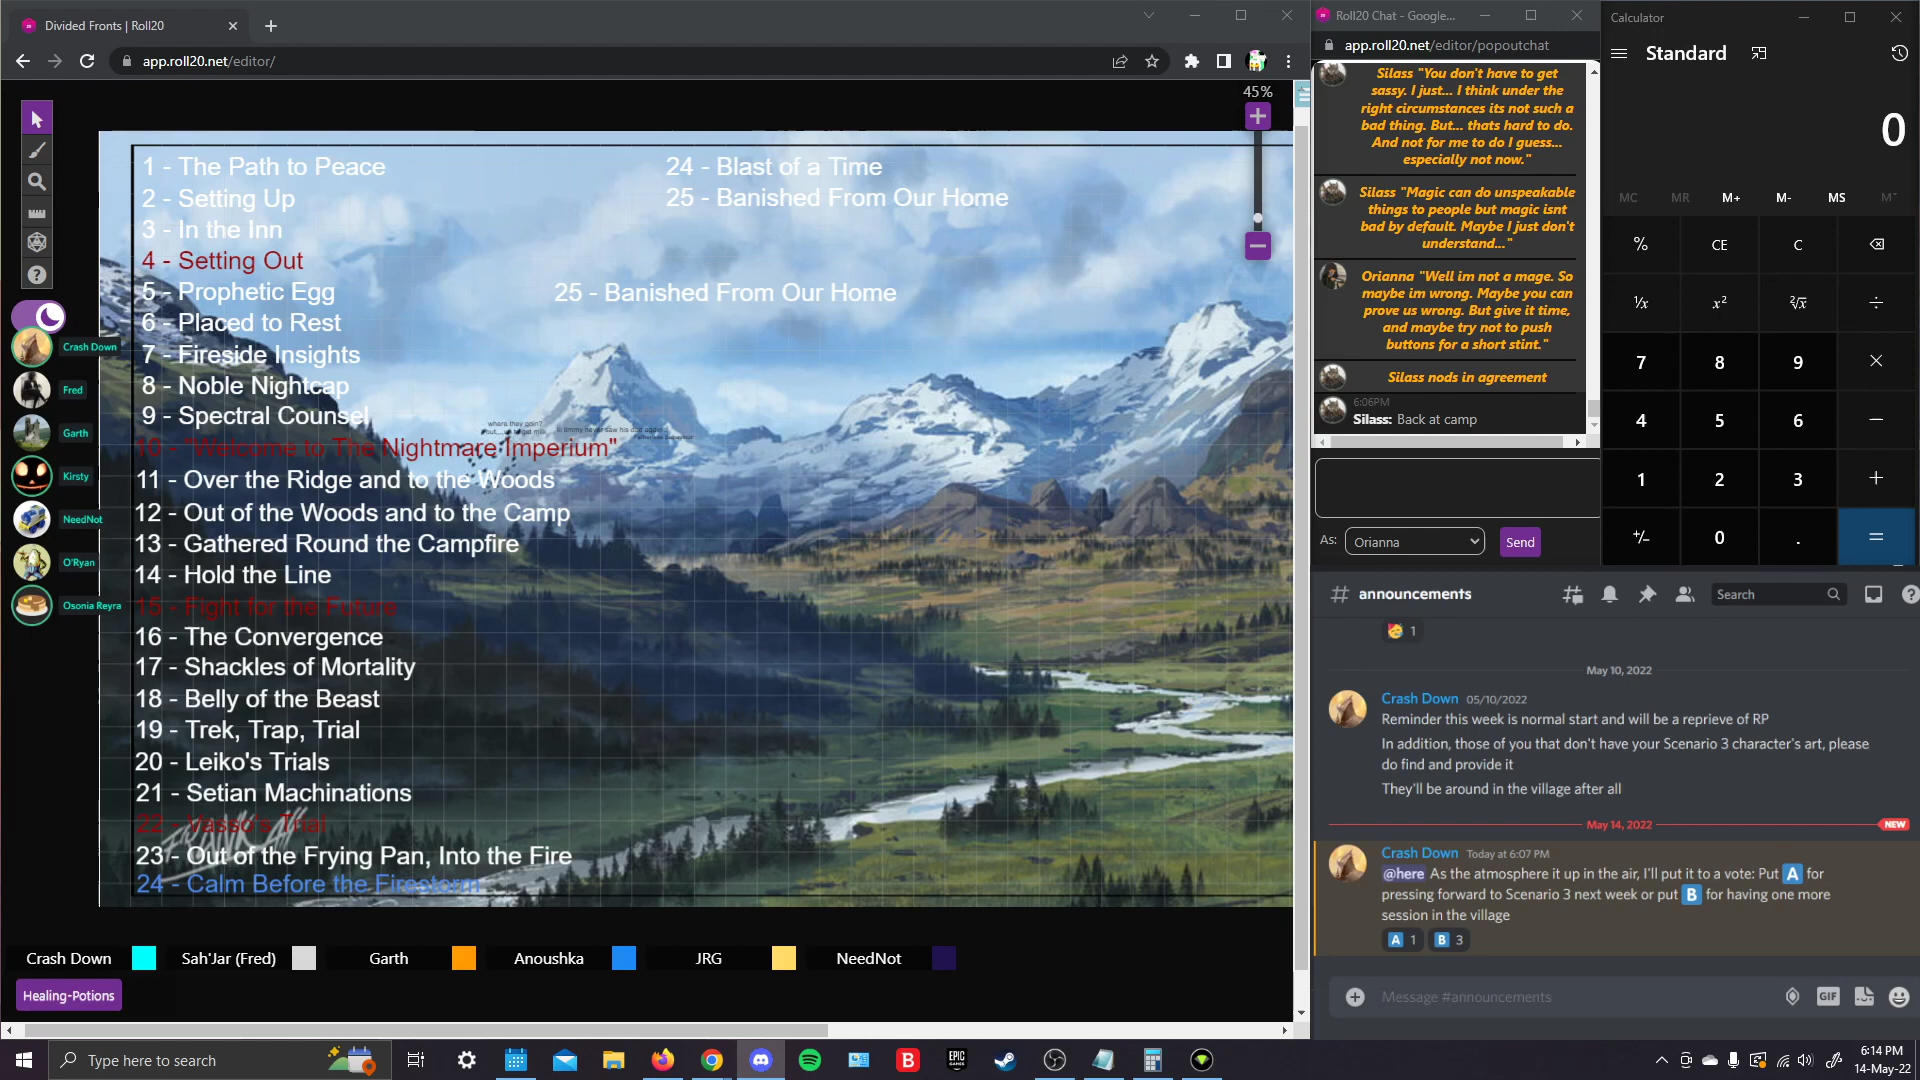 Divided Fronts | Roll20
app.roll20.net/editor/
45%
1 - The Path to Peace
2 - Setting Up
3 - In the Inn
4 - Setting Out
5 - Prophetic Egg
6 - Placed to Rest
7 - Fireside Insights
8 - Noble Nightcap
9 - Spectral Counsel
10 - "Welcome to The Nightmare Imperium"
11 - Over the Ridge and to the Woods
12 - Out of the Woods and to the Camp
13 - Gathered Round the Campfire
14 - Hold the Line
15 - Fight for the Future
16 - The Convergence
17 - Shackles of Mortality
18 - Belly of the Beast
19 - Trek, Trap, Trial
20 - Leiko's Trials
21 - Setian Machinations
22 - Vasso's Trial
23 - Out of the Frying Pan, Into the Fire
24 - Calm Before the Firestorm
24 - Blast of a Time
25 - Banished From Our Home
25 - Banished From Our Home
where they goin?
Crash Down
Fred
Garth
Kirsty
NeedNot
O'Ryan
Osonia Reyra
Crash Down
Sah'Jar (Fred)
Garth
Anoushka
JRG
NeedNot
Healing-Potions
Roll20 Chat - Google...
app.roll20.net/editor/popoutchat
Silass "You don't have to get
sassy. I just... I think under the
right circumstances its not such a
bad thing. But... thats hard to do.
And not for me to do I guess...
especially not now."
Silass "Magic can do unspeakable
things to people but magic isnt
bad by default. Maybe I just don't
understand..."
Orianna "Well im not a mage. So
maybe im wrong. Maybe you can
prove us wrong. But give it time,
and maybe try not to push
buttons for a short stint."
Silass nods in agreement
6:06PM
Silass: Back at camp
As: Orianna Send
Calculator
Standard
0
MC MR M+ M- MS M˅
% CE C
¹/x x² ²√x ÷
7 8 9 ×
4 5 6 −
1 2 3 +
+/- 0 . =
# announcements
Search
1
May 10, 2022
Crash Down 05/10/2022
Reminder this week is normal start and will be a reprieve of RP
In addition, those of you that don't have your Scenario 3 character's art, please
do find and provide it
They'll be around in the village after all
May 14, 2022 NEW
Crash Down Today at 6:07 PM
@here As the atmosphere it up in the air, I'll put it to a vote: Put A for
pressing forward to Scenario 3 next week or put B for having one more
session in the village
A 1 B 3
Message #announcements
GIF
Type here to search
B
EPIC GAMES
6:14 PM
14-May-22